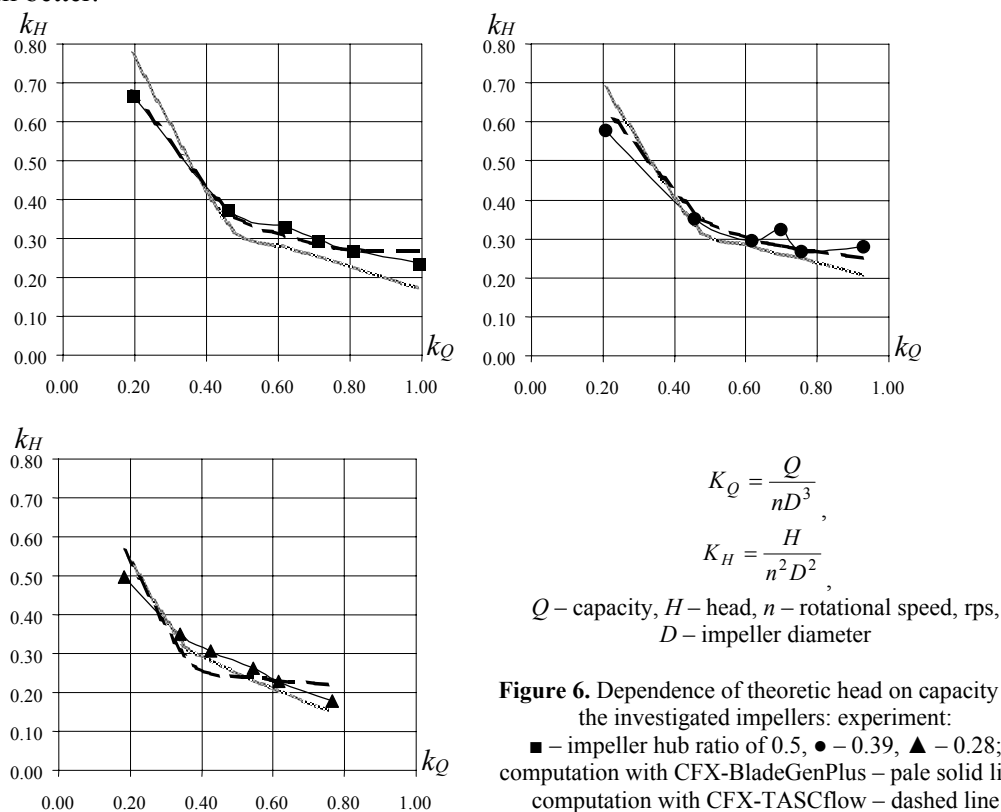 better.
k_H
0.80
0.70
0.60
0.50
0.40
0.30
0.20
0.10
0.00
k_Q
0.00 0.20 0.40 0.60 0.80 1.00
k_H
0.80
0.70
0.60
0.50
0.40
0.30
0.20
0.10
0.00
k_Q
0.00 0.20 0.40 0.60 0.80 1.00
k_H
0.80
0.70
0.60
0.50
0.40
0.30
0.20
0.10
0.00
k_Q
0.00 0.20 0.40 0.60 0.80 1.00
K_Q = Q / nD^3 ,
K_H = H / n^2 D^2 ,
Q – capacity, H – head, n – rotational speed, rps,
D – impeller diameter
Figure 6. Dependence of theoretic head on capacity
the investigated impellers: experiment:
■ – impeller hub ratio of 0.5, ● – 0.39, ▲ – 0.28;
computation with CFX-BladeGenPlus – pale solid li
computation with CFX-TASCflow – dashed line